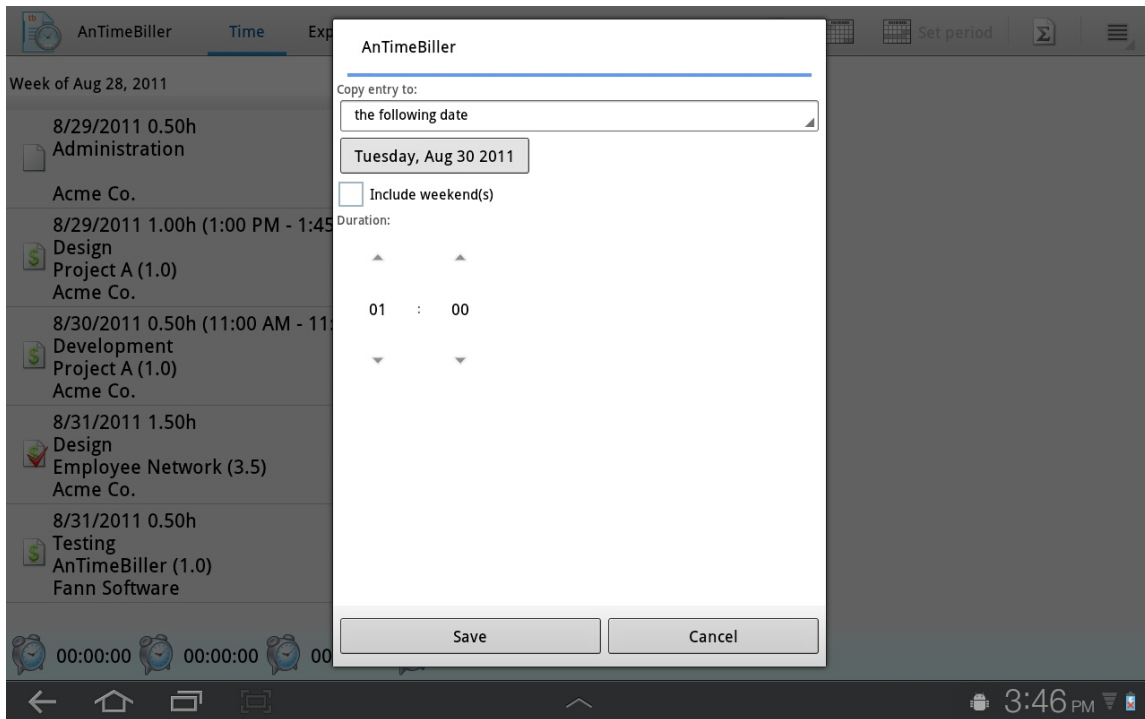 tb
AnTimeBiller
Time
Exp
Set period
Σ
Week of Aug 28, 2011
8/29/2011 0.50h
Administration
Acme Co.
8/29/2011 1.00h (1:00 PM - 1:45
Design
Project A (1.0)
Acme Co.
8/30/2011 0.50h (11:00 AM - 11:
Development
Project A (1.0)
Acme Co.
8/31/2011 1.50h
Design
Employee Network (3.5)
Acme Co.
8/31/2011 0.50h
Testing
AnTimeBiller (1.0)
Fann Software
00:00:00
00:00:00
00
AnTimeBiller
Copy entry to:
the following date
Tuesday, Aug 30 2011
Include weekend(s)
Duration:
01 : 00
Save
Cancel
3:46 PM